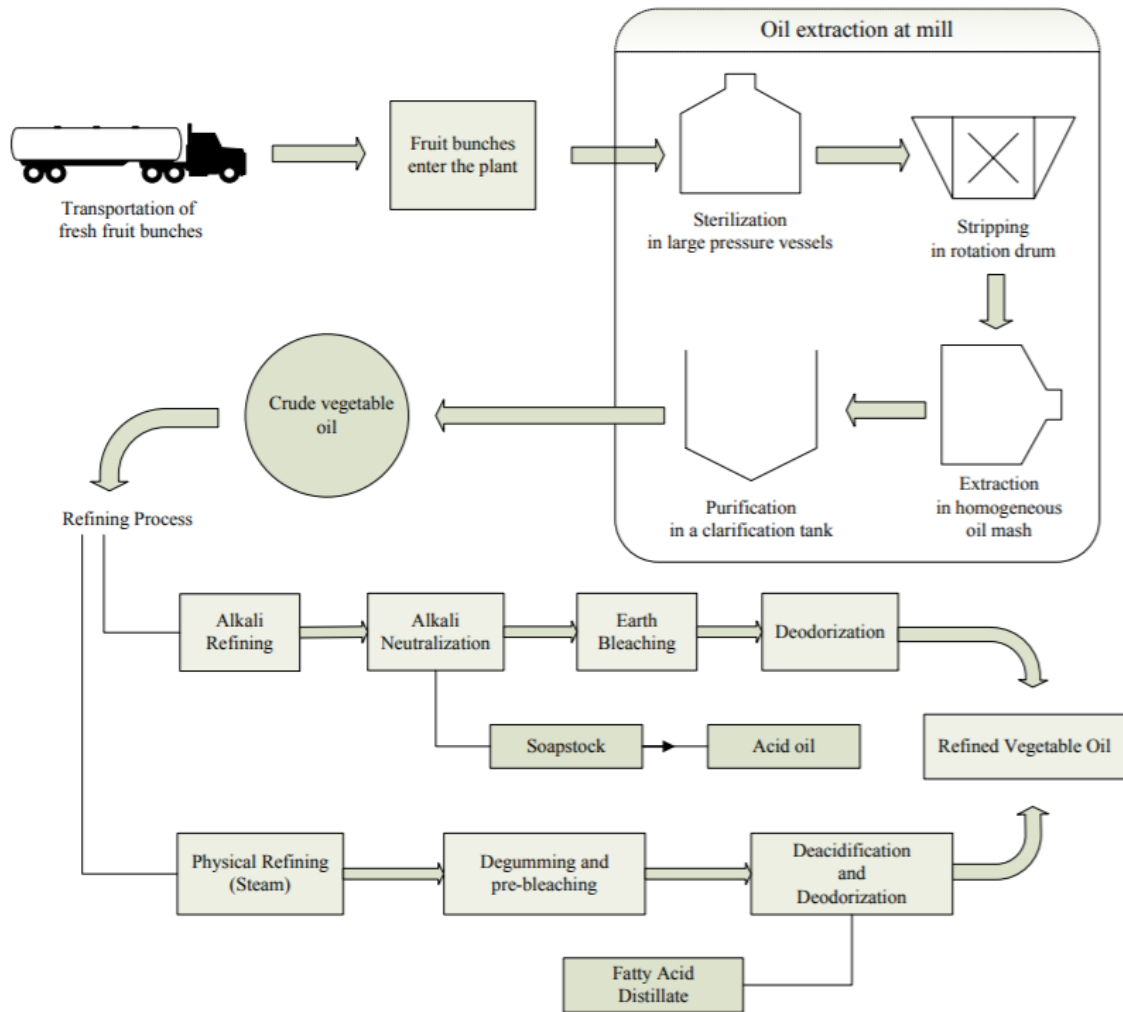 Oil extraction at mill
Transportation of
fresh fruit bunches
Fruit bunches
enter the plant
Sterilization
in large pressure vessels
Stripping
in rotation drum
Extraction
in homogeneous
oil mash
Purification
in a clarification tank
Crude vegetable
oil
Refining Process
Alkali
Refining
Alkali
Neutralization
Earth
Bleaching
Deodorization
Soapstock
Acid oil
Refined Vegetable Oil
Physical Refining
(Steam)
Degumming and
pre-bleaching
Deacidification
and
Deodorization
Fatty Acid
Distillate